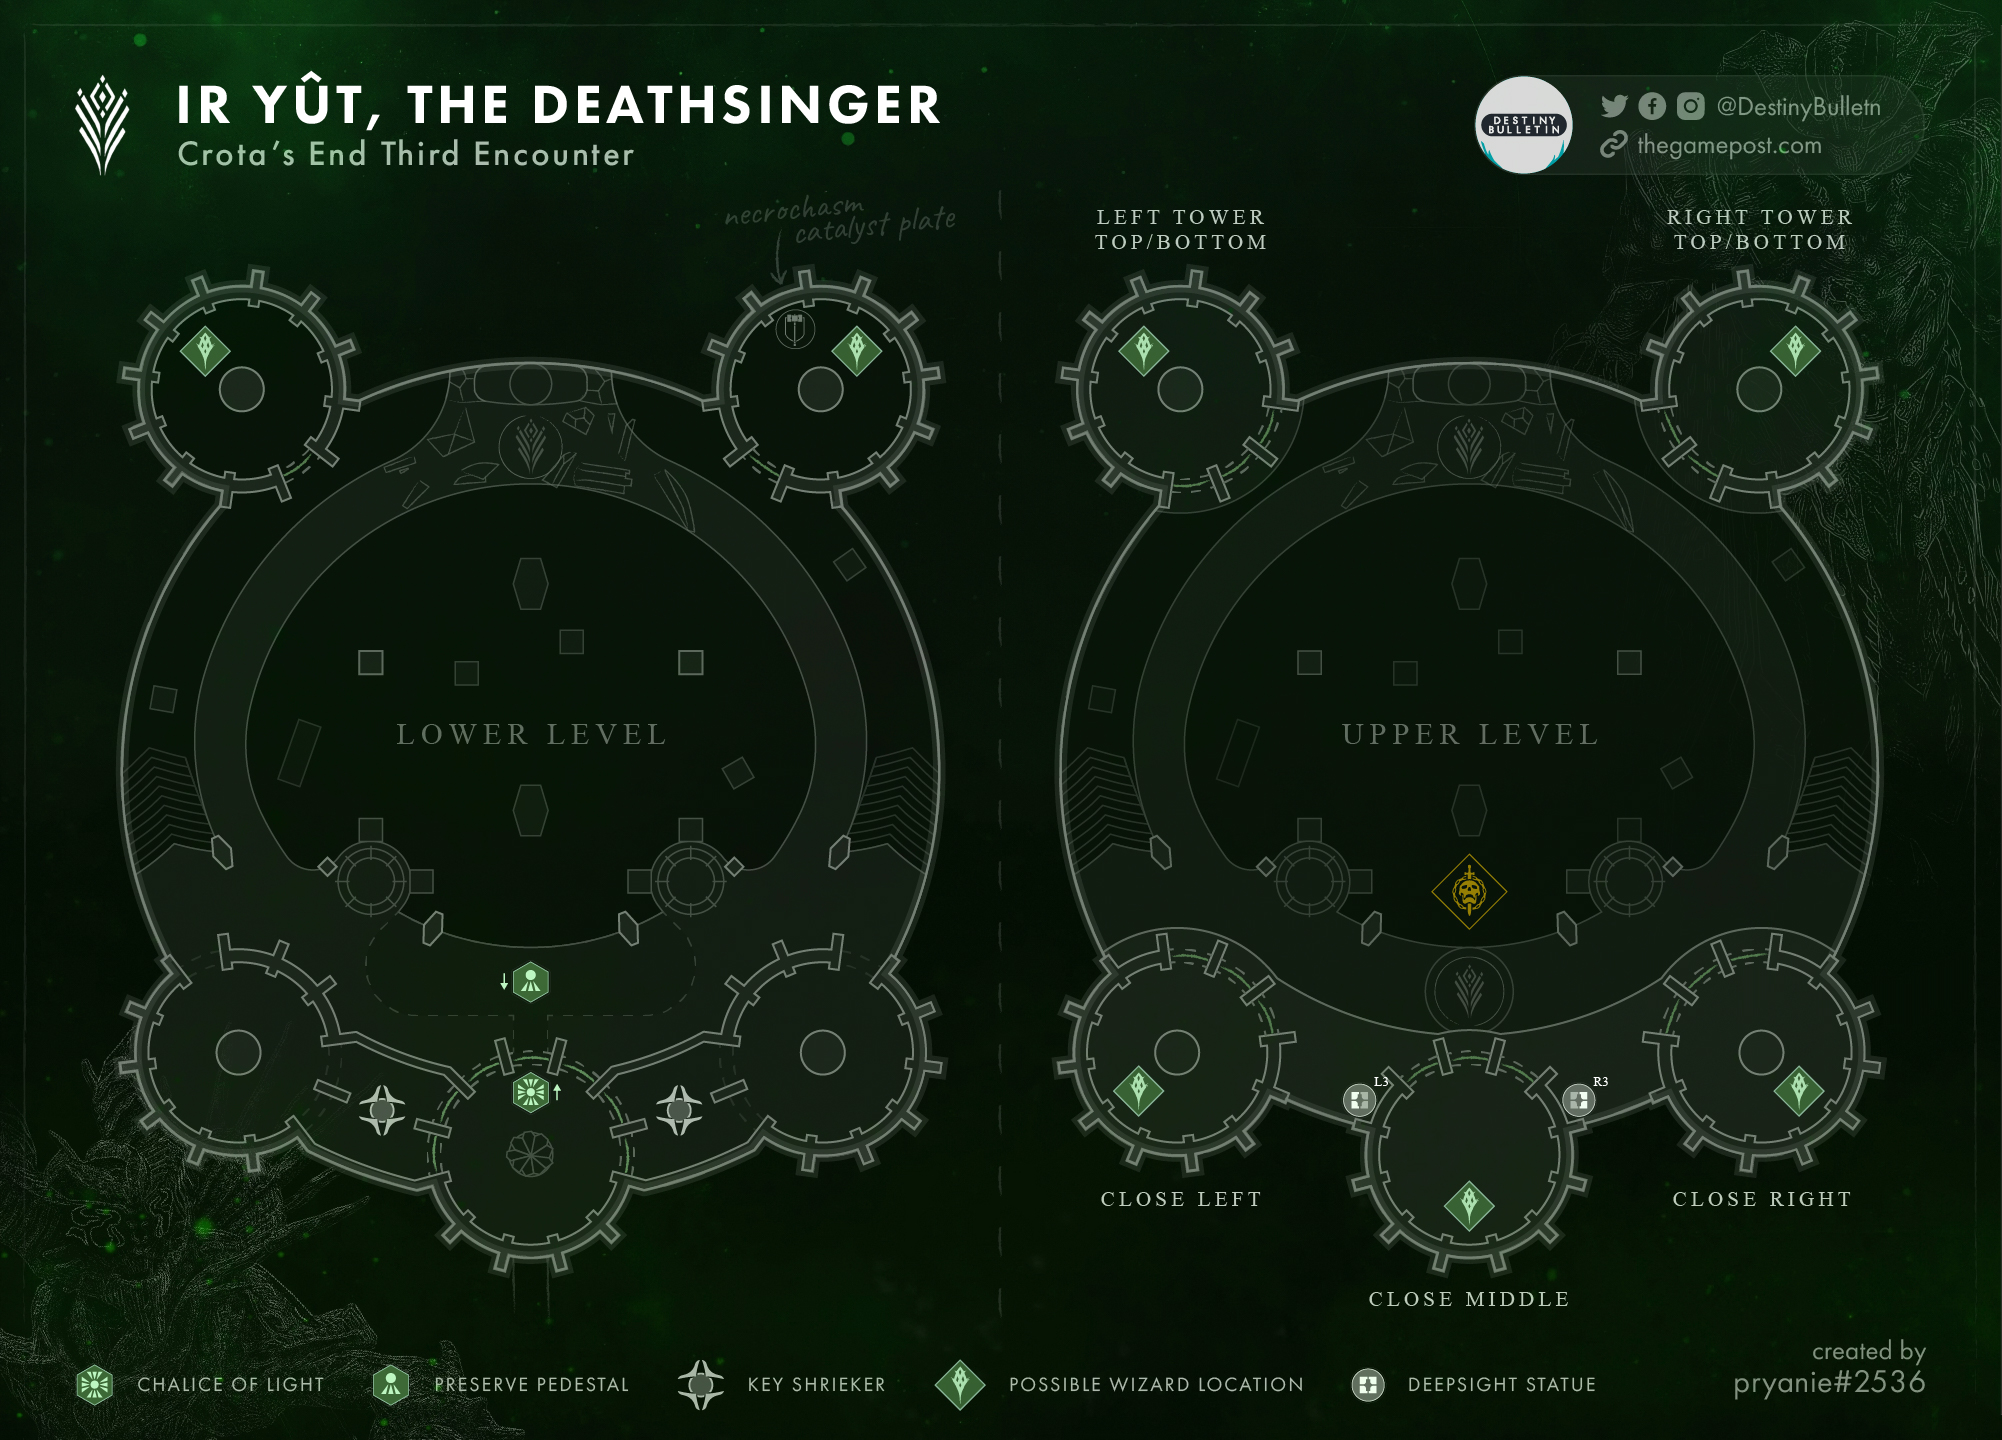 IR YÛT, THE DEATHSINGER
Crota's End Third Encounter
DESTINY
BULLETIN
@DestinyBulletn
thegamepost.com
necrochasm
catalyst plate
LEFT TOWER
TOP/BOTTOM
RIGHT TOWER
TOP/BOTTOM
LOWER LEVEL
UPPER LEVEL
L3
R3
CLOSE LEFT
CLOSE RIGHT
CLOSE MIDDLE
CHALICE OF LIGHT
PRESERVE PEDESTAL
KEY SHRIEKER
POSSIBLE WIZARD LOCATION
DEEPSIGHT STATUE
created by
pryanie#2536